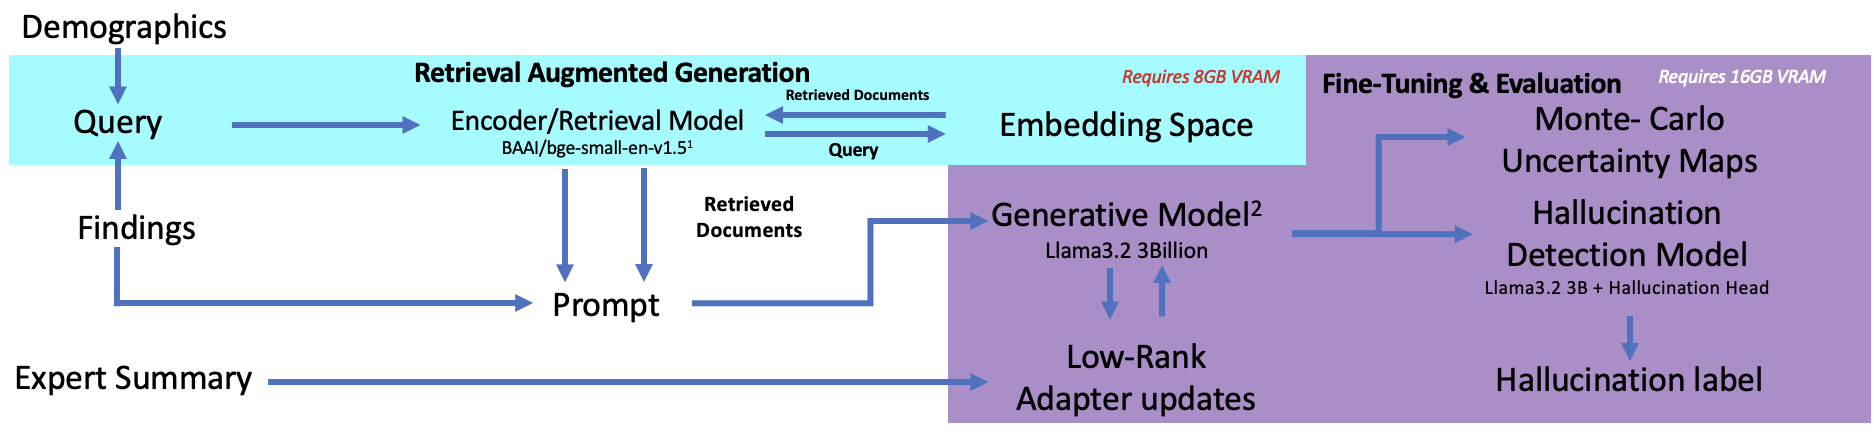 Demographics
Retrieval Augmented Generation
Requires 8GB VRAM
Fine-Tuning & Evaluation
Requires 16GB VRAM
Query
Encoder/Retrieval Model
BAAI/bge-small-en-v1.5¹
Retrieved Documents
Query
Embedding Space
Monte- Carlo
Uncertainty Maps
Findings
Retrieved
Documents
Generative Model²
Llama3.2 3Billion
Hallucination
Detection Model
Llama3.2 3B + Hallucination Head
Prompt
Low-Rank
Adapter updates
Expert Summary
Hallucination label